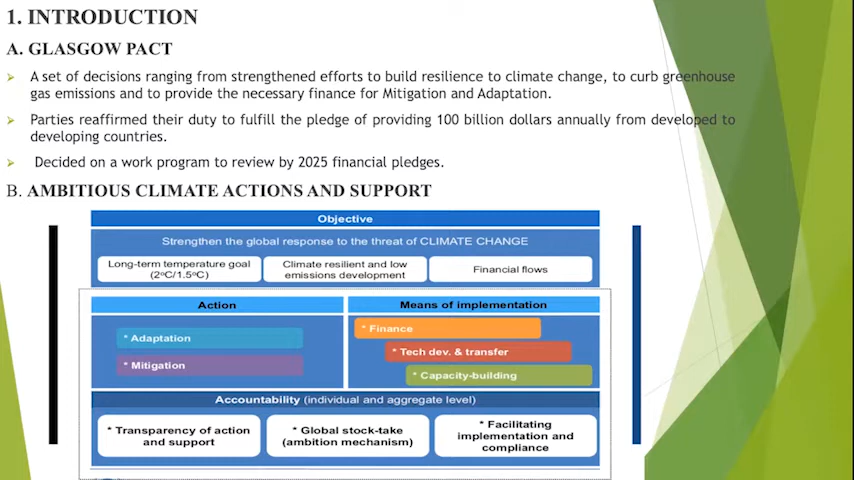 1. INTRODUCTION
A. GLASGOW PACT
A set of decisions ranging from strengthened efforts to build resilience to climate change, to curb greenhouse
gas emissions and to provide the necessary finance for Mitigation and Adaptation.
Parties reaffirmed their duty to fulfill the pledge of providing 100 billion dollars annually from developed to
developing countries.
Decided on a work program to review by 2025 financial pledges.
B. AMBITIOUS CLIMATE ACTIONS AND SUPPORT
Objective
Strengthen the global response to the threat of CLIMATE CHANGE
Long-term temperature goal
(2°C/1.5°C)
Climate resilient and low
emissions development
Financial flows
Action
* Adaptation
* Mitigation
Means of implementation
* Finance
* Tech dev. & transfer
* Capacity-building
Accountability (individual and aggregate level)
* Transparency of action
and support
* Global stock-take
(ambition mechanism)
* Facilitating
implementation and
compliance